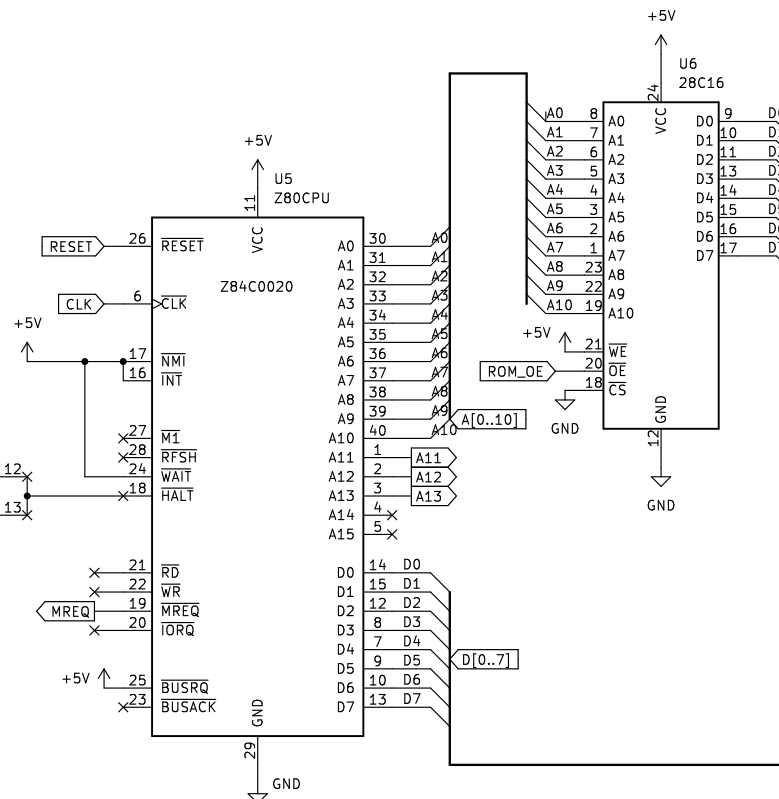 +5V
U6
28C16
24
VCC
A0 8 A0
A1 7 A1
A2 6 A2
A3 5 A3
A4 4 A4
A5 3 A5
A6 2 A6
A7 1 A7
A8 23 A8
A9 22 A9
A10 19 A10
+5V
21 WE
ROM_OE 20 OE
18 CS
GND
D0 9
D1 10
D2 11
D3 13
D4 14
D5 15
D6 16
D7 17
GND
12
GND
+5V
U5
Z80CPU
11
VCC
Z84C0020
RESET 26 RESET
CLK 6 CLK
+5V
17 NMI
16 INT
27 M1
28 RFSH
24 WAIT
12
18 HALT
13
21 RD
22 WR
MREQ 19 MREQ
20 IORQ
+5V 25 BUSRQ
23 BUSACK
A0 30 A0
A1 31 A1
A2 32 A2
A3 33 A3
A4 34 A4
A5 35 A5
A6 36 A6
A7 37 A7
A8 38 A8
A9 39 A9
A10 40 A10
A[0..10]
A11 1 A11
A12 2 A12
A13 3 A13
A14 4
A15 5
D0 14 D0
D1 15 D1
D2 12 D2
D3 8 D3
D4 7 D4
D5 9 D5
D6 10 D6
D7 13 D7
D[0..7]
GND
29
GND